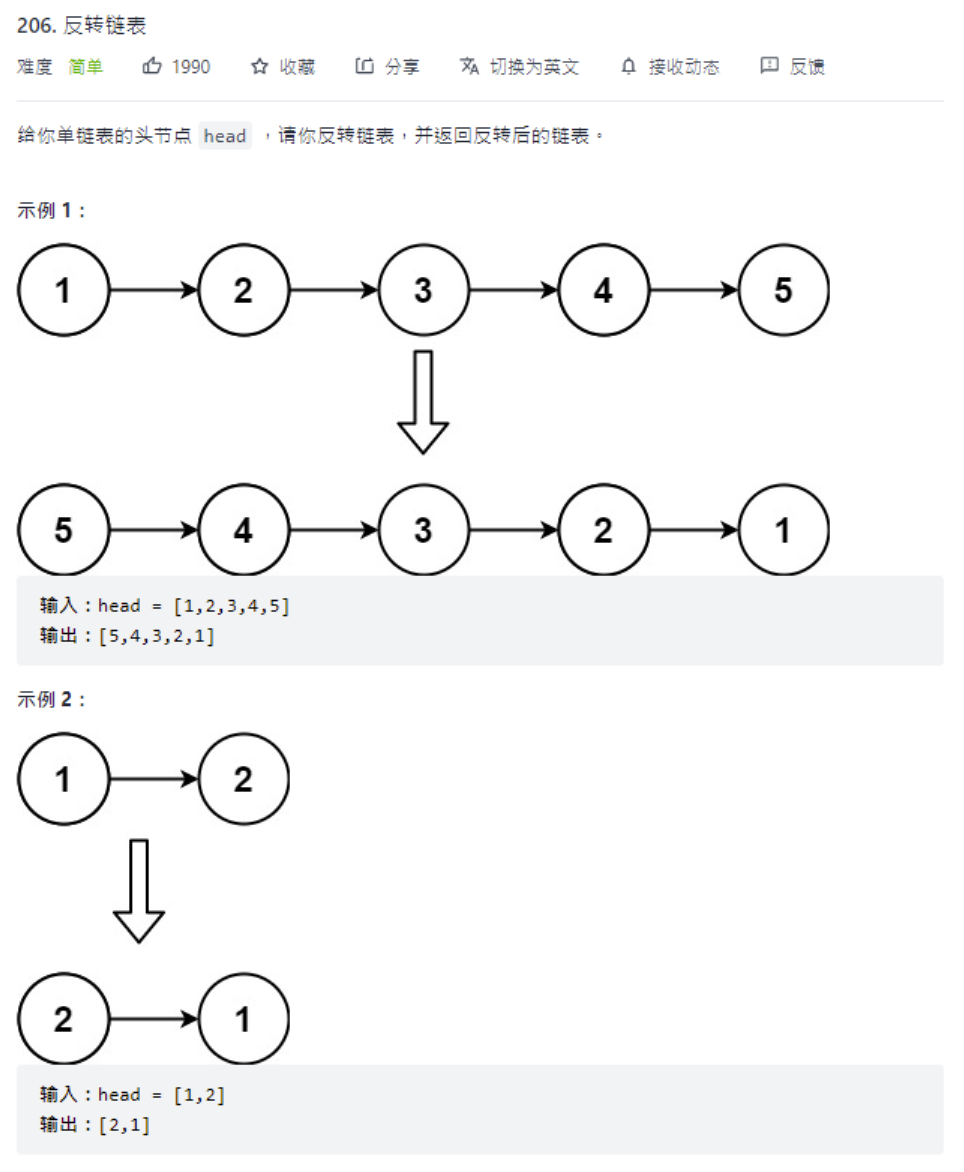 206. 反转链表
难度 简单 1990 收藏 分享 切换为英文 接收动态 反馈
给你单链表的头节点 head ，请你反转链表，并返回反转后的链表。
示例 1：
1 2 3 4 5
5 4 3 2 1
输入：head = [1,2,3,4,5]
输出：[5,4,3,2,1]
示例 2：
1 2
2 1
输入：head = [1,2]
输出：[2,1]